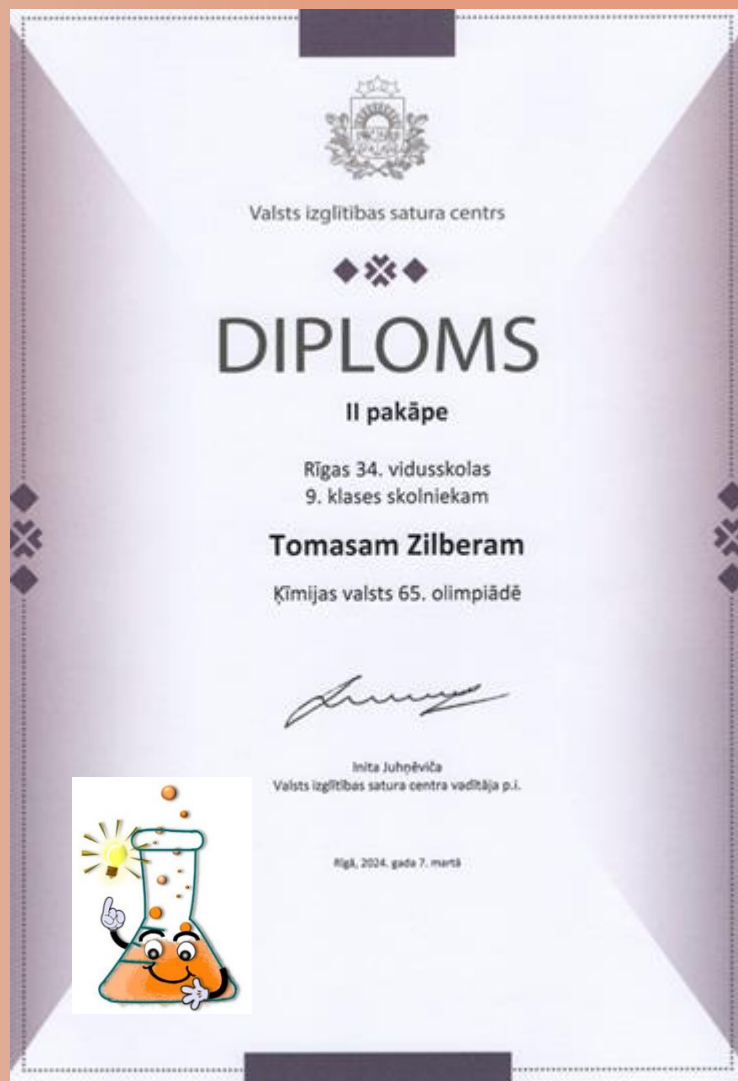 Valsts izglītības satura centrs
DIPLOMS
II pakāpe
Rīgas 34. vidusskolas
9. klases skolniekam
Tomasam Zilberam
Ķīmijas valsts 65. olimpiādē
Inita Juhņēviča
Valsts izglītības satura centra vadītāja p.i.
Rīgā, 2024. gada 7. martā